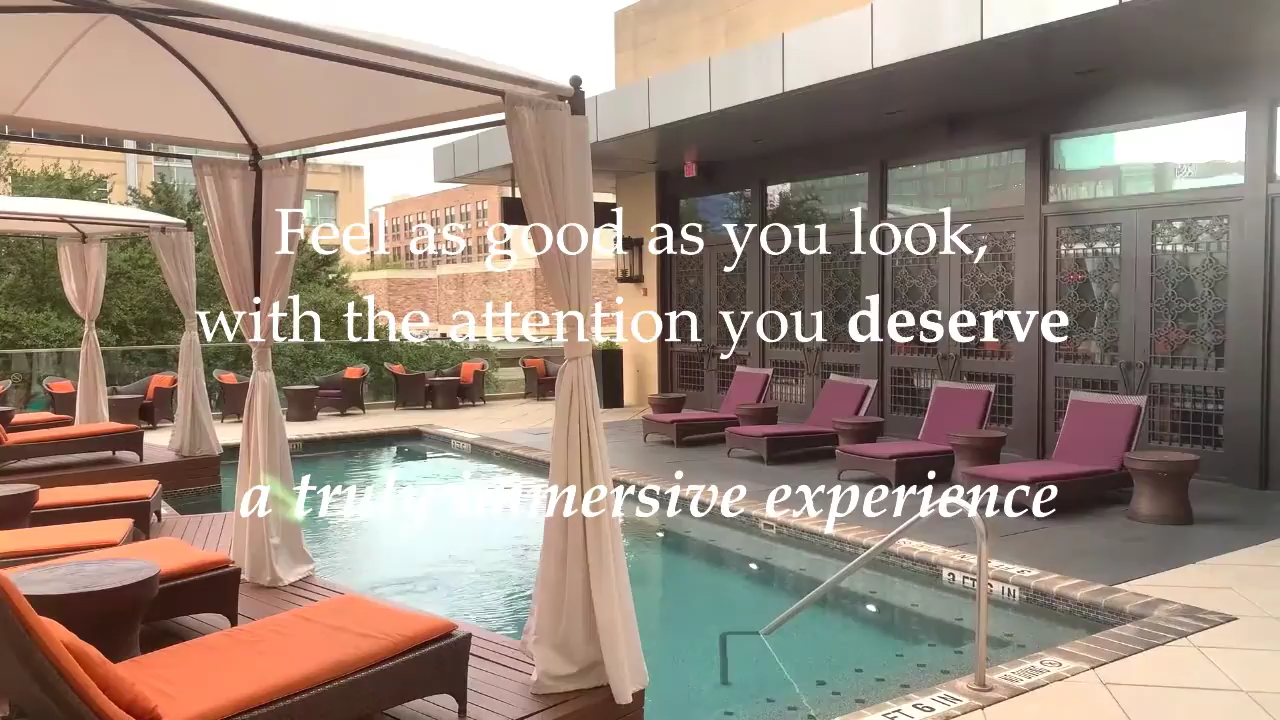 Feel as good as you look,
with the attention you deserve
a truly immersive experience
3 FT 6 IN
FT 6 IN